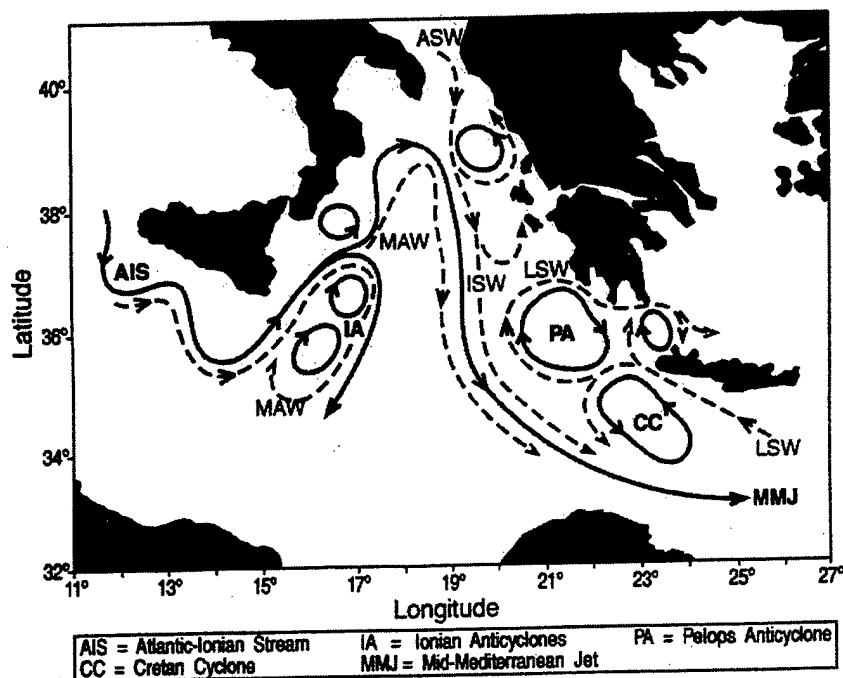 ASW
40°
38°
MAW
AIS
LSW
ISW
36°
IA
PA
MAW
CC
LSW
34°
MMJ
32°
11° 13° 15° 17° 19° 21° 23° 25° 27°
Latitude
Longitude
AIS = Atlantic-Ionian Stream IA = Ionian Anticyclones PA = Pelops Anticyclone
CC = Cretan Cyclone MMJ = Mid-Mediterranean Jet